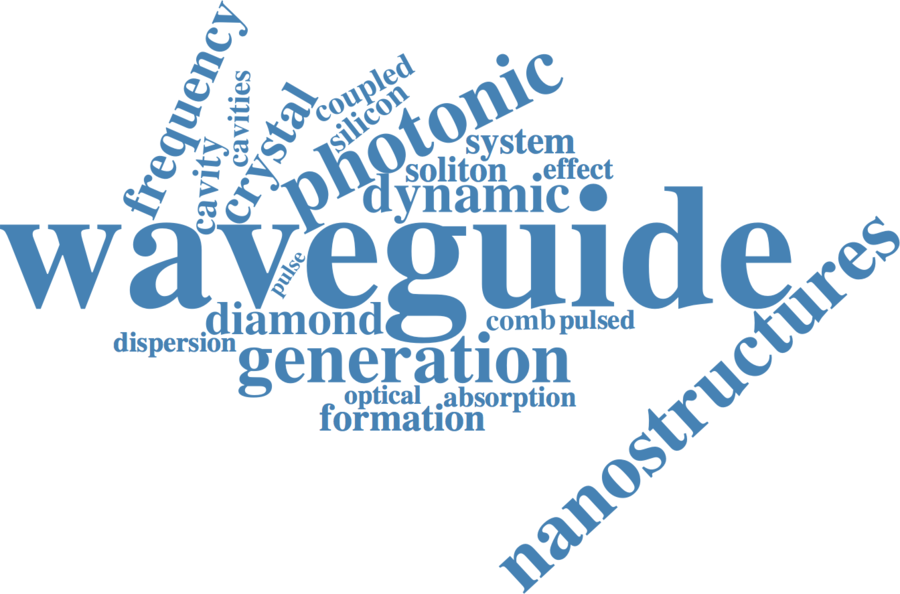 frequency
cavities
cavity
crystal
coupled
silicon
photonic
system
soliton
effect
dynamic
waveguide
pulse
nanostructures
diamond
comb
pulsed
dispersion
generation
optical
absorption
formation